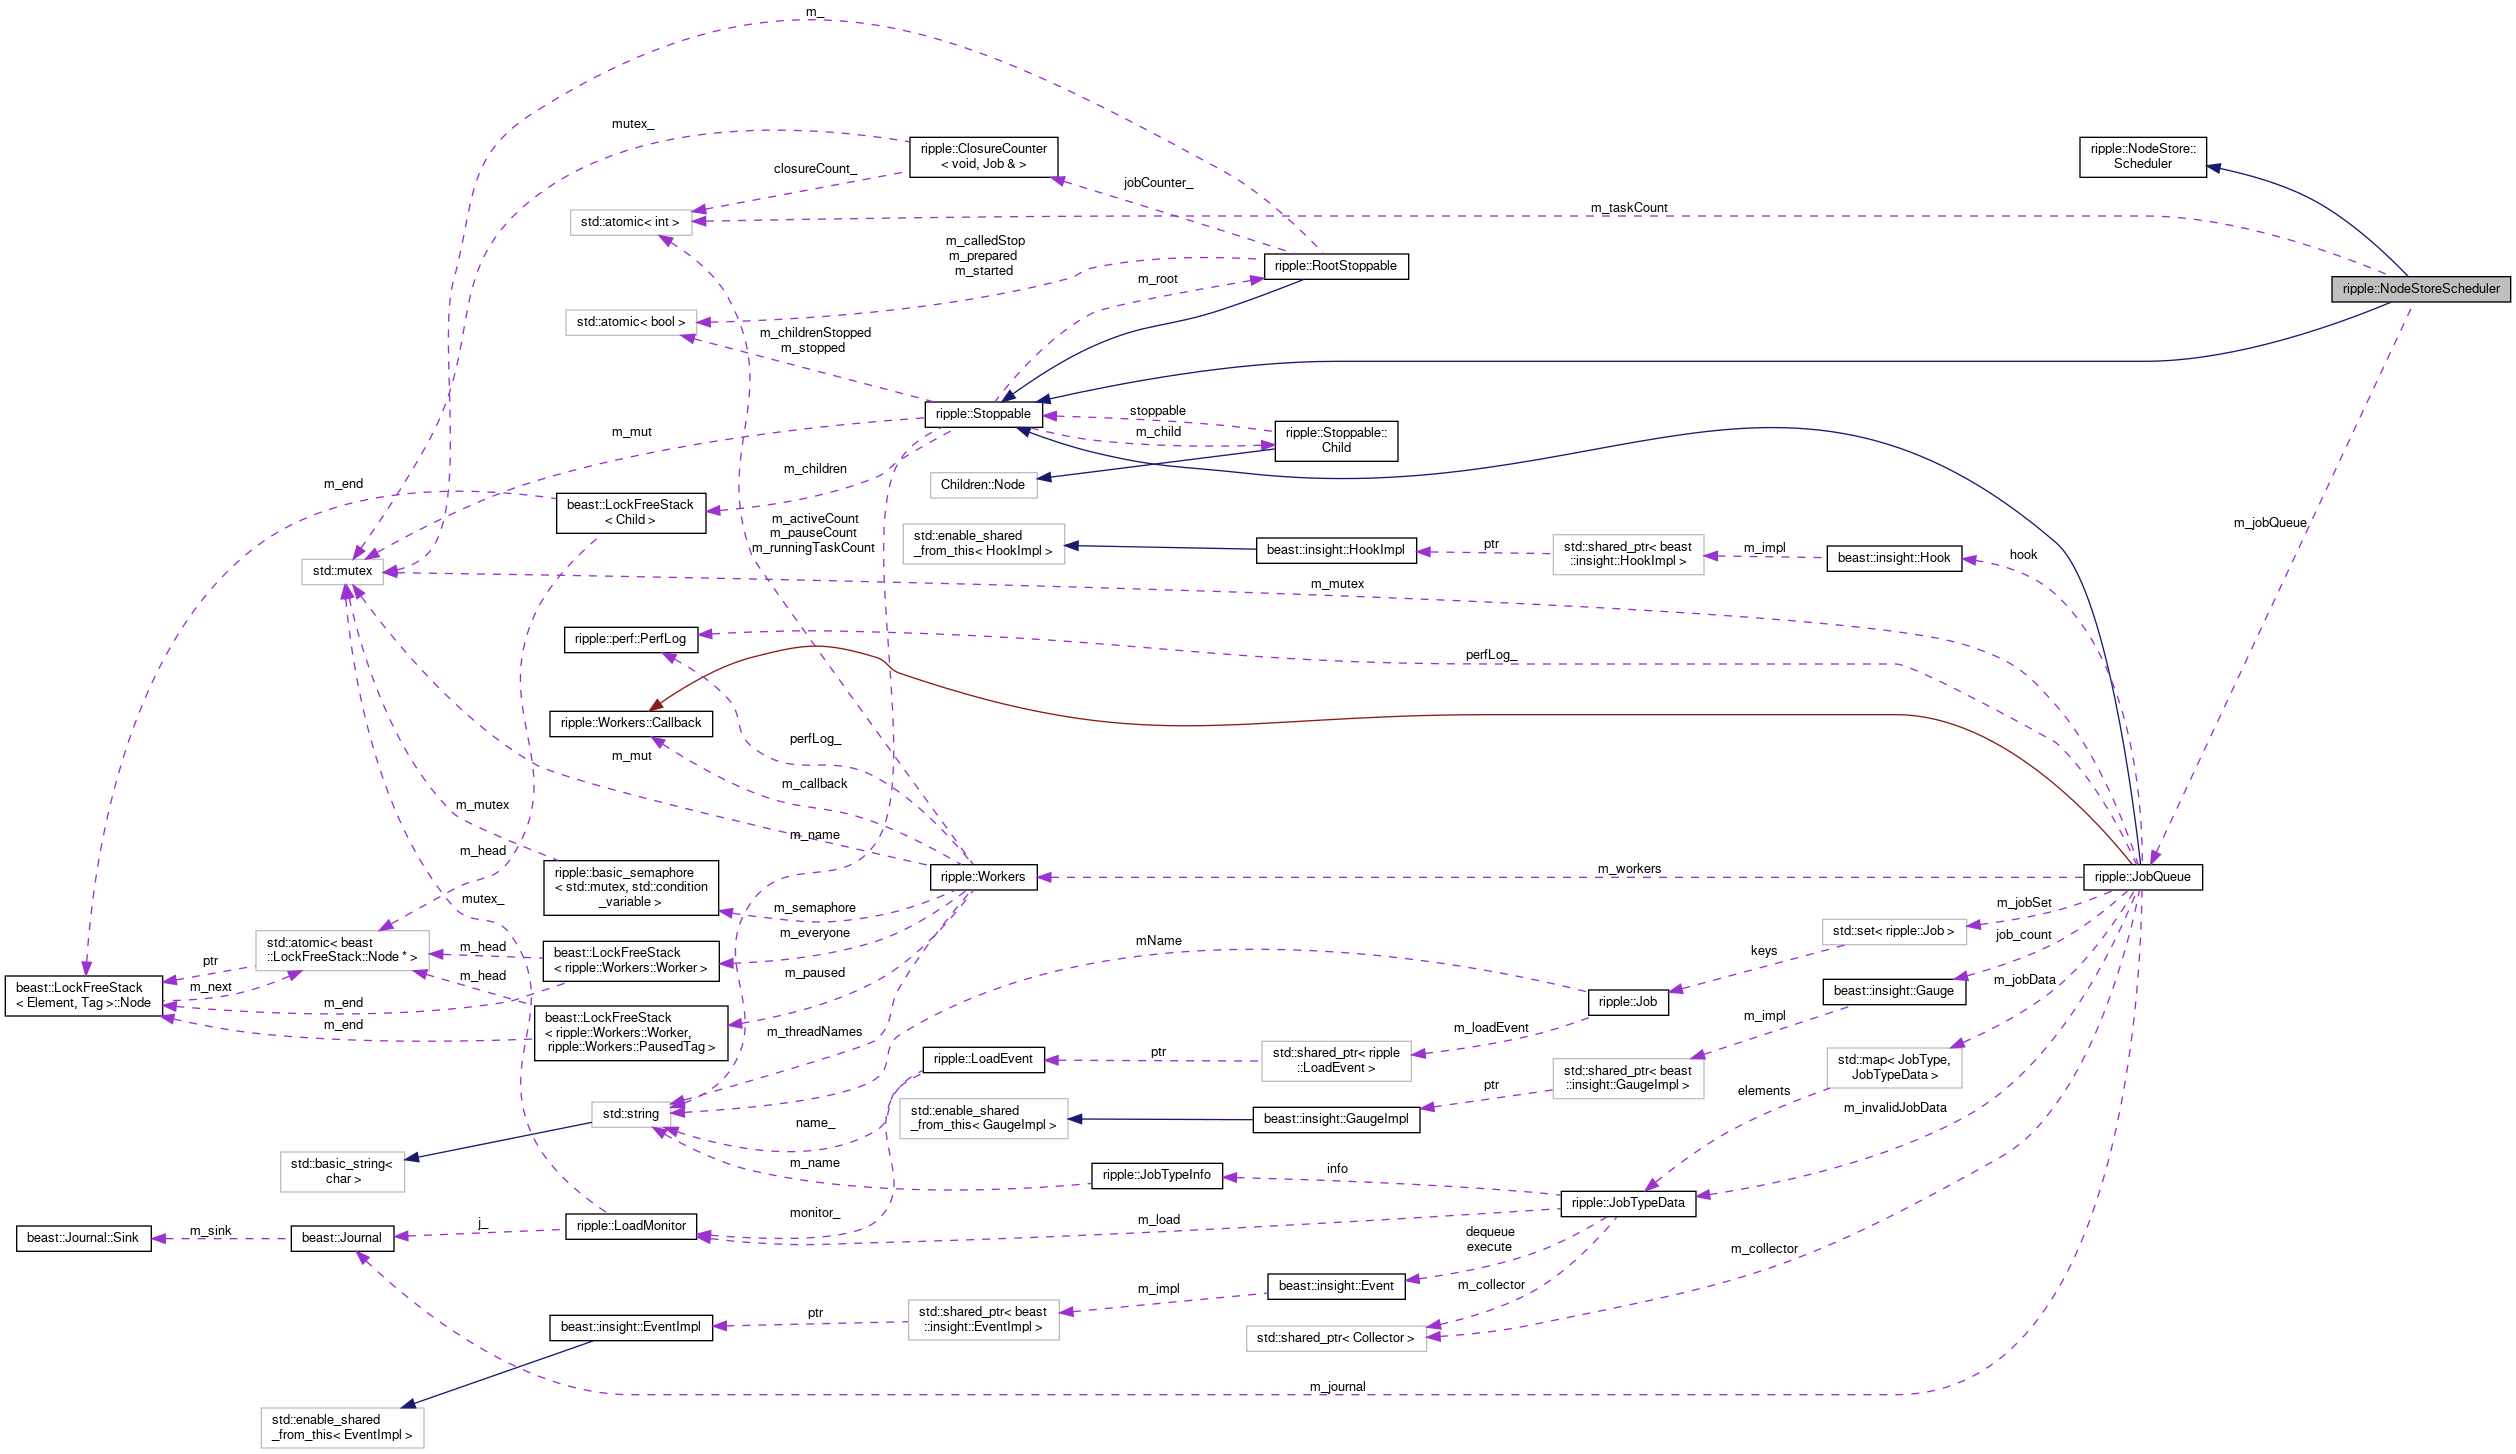 m_
mutex_
ripple::ClosureCounter
< void, Job & >
ripple::NodeStore::
Scheduler
closureCount_
jobCounter_
m_taskCount
std::atomic< int >
m_calledStop
m_prepared
m_started
ripple::RootStoppable
m_root
ripple::NodeStoreScheduler
std::atomic< bool >
m_childrenStopped
m_stopped
ripple::Stoppable
stoppable
m_child
ripple::Stoppable::
Child
m_mut
m_children
Children::Node
m_end
beast::LockFreeStack
< Child >
m_activeCount
m_pauseCount
m_runningTaskCount
std::enable_shared
_from_this< HookImpl >
beast::insight::HookImpl
ptr
std::shared_ptr< beast
::insight::HookImpl >
m_impl
beast::insight::Hook
hook
m_jobQueue
std::mutex
m_mutex
ripple::perf::PerfLog
perfLog_
ripple::Workers::Callback
perfLog_
m_mut
m_callback
m_mutex
m_name
m_head
ripple::basic_semaphore
< std::mutex, std::condition
_variable >
ripple::Workers
m_workers
ripple::JobQueue
mutex_
m_semaphore
m_everyone
m_jobSet
std::set< ripple::Job >
job_count
mName
keys
std::atomic< beast
::LockFreeStack::Node * >
m_head
beast::LockFreeStack
< ripple::Workers::Worker >
ptr
m_next
m_head
m_paused
m_jobData
beast::LockFreeStack
< Element, Tag >::Node
m_end
m_end
beast::LockFreeStack
< ripple::Workers::Worker,
ripple::Workers::PausedTag >
m_threadNames
ripple::Job
beast::insight::Gauge
m_impl
m_loadEvent
ripple::LoadEvent
ptr
std::shared_ptr< ripple
::LoadEvent >
std::shared_ptr< beast
::insight::GaugeImpl >
std::map< JobType,
JobTypeData >
ptr
elements
m_invalidJobData
std::string
name_
std::enable_shared
_from_this< GaugeImpl >
beast::insight::GaugeImpl
std::basic_string<
char >
m_name
ripple::JobTypeInfo
info
ripple::JobTypeData
beast::Journal::Sink
m_sink
beast::Journal
j_
ripple::LoadMonitor
monitor_
m_load
dequeue
execute
m_collector
m_collector
beast::insight::Event
m_impl
beast::insight::EventImpl
ptr
std::shared_ptr< beast
::insight::EventImpl >
std::shared_ptr< Collector >
m_journal
std::enable_shared
_from_this< EventImpl >